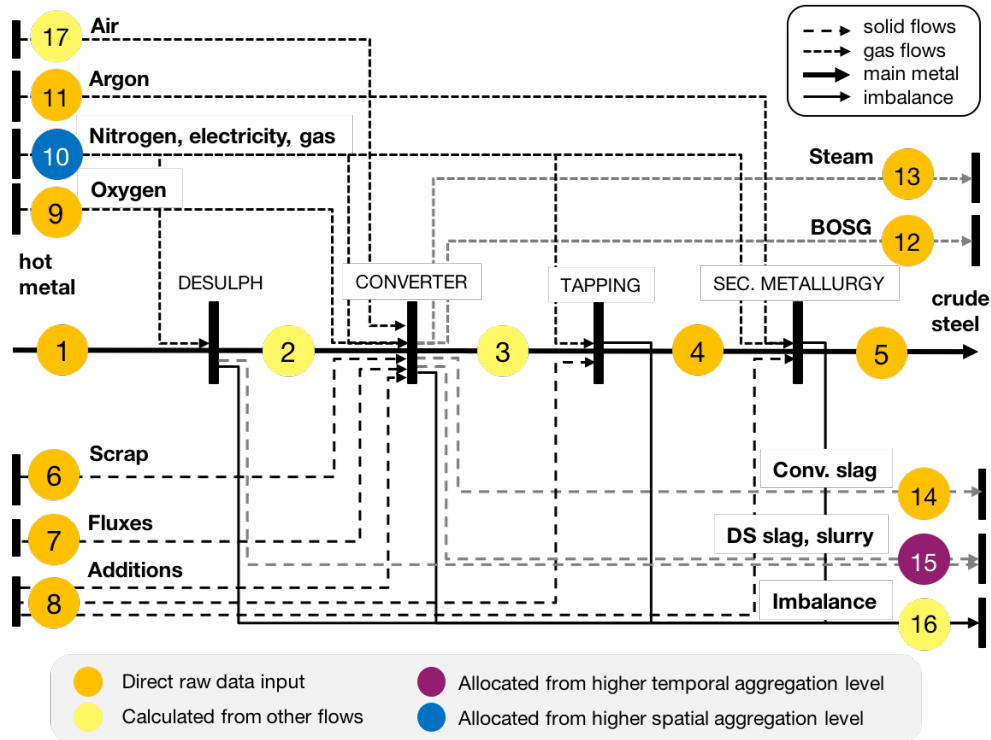 17
Air
11
Argon
10
Nitrogen, electricity, gas
9
Oxygen
solid flows
gas flows
main metal
imbalance
Steam
13
BOSG
12
hot
metal
DESULPH
CONVERTER
TAPPING
SEC. METALLURGY
crude
steel
1
2
3
4
5
Scrap
6
Fluxes
7
Additions
8
Conv. slag
14
DS slag, slurry
15
Imbalance
16
Direct raw data input
Calculated from other flows
Allocated from higher temporal aggregation level
Allocated from higher spatial aggregation level